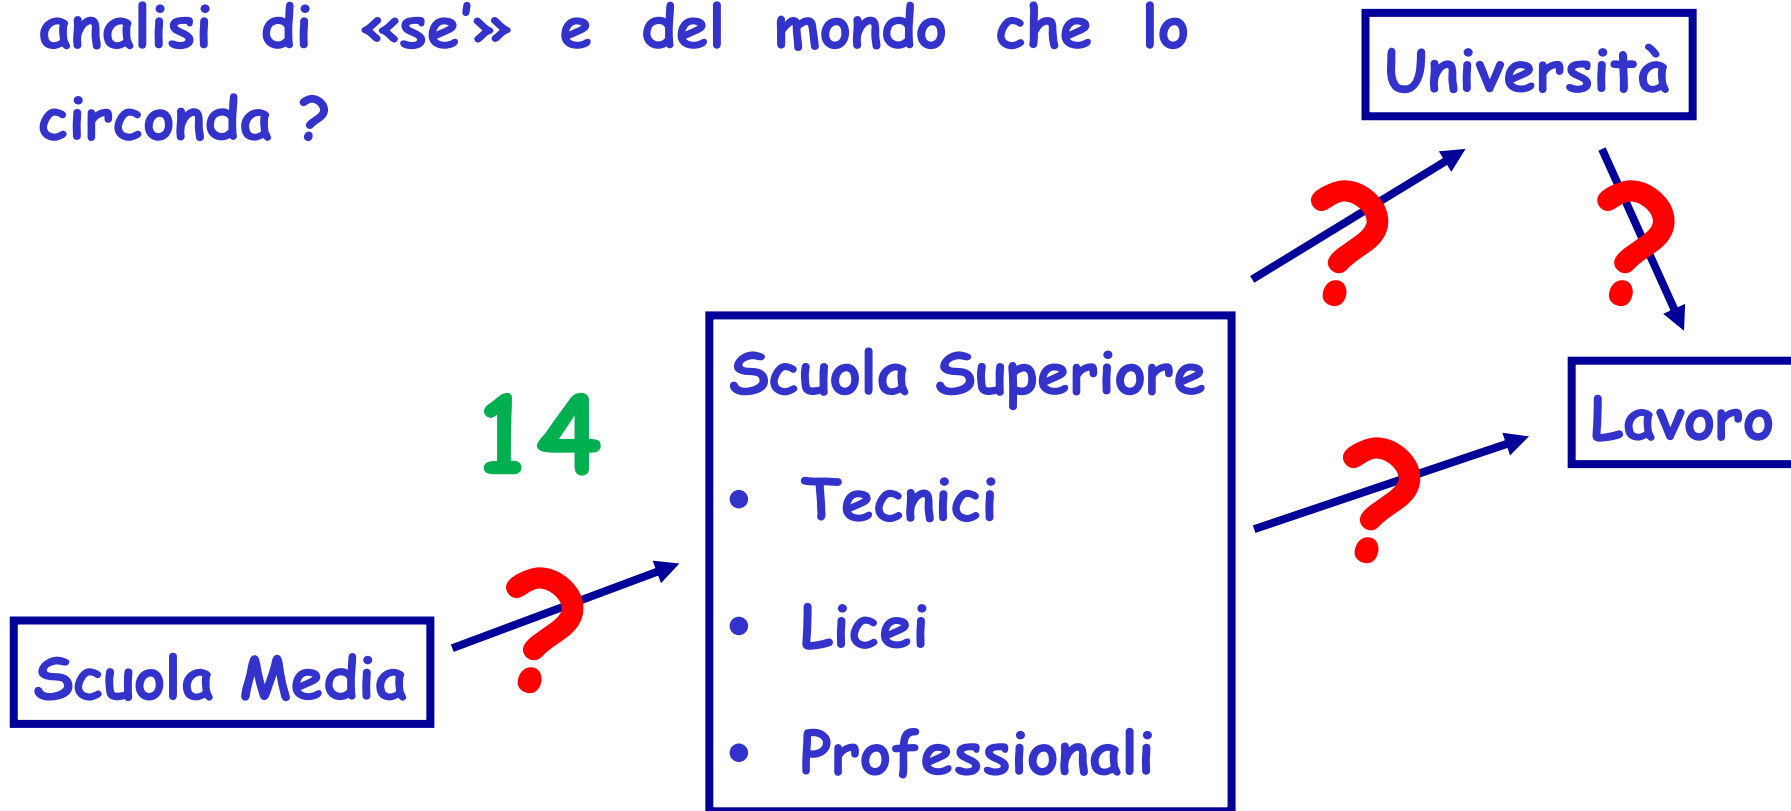 analisi di «se’» e del mondo che lo
circonda ?
Università
?
?
Scuola Superiore
• Tecnici
• Licei
• Professionali
Lavoro
?
14
?
Scuola Media